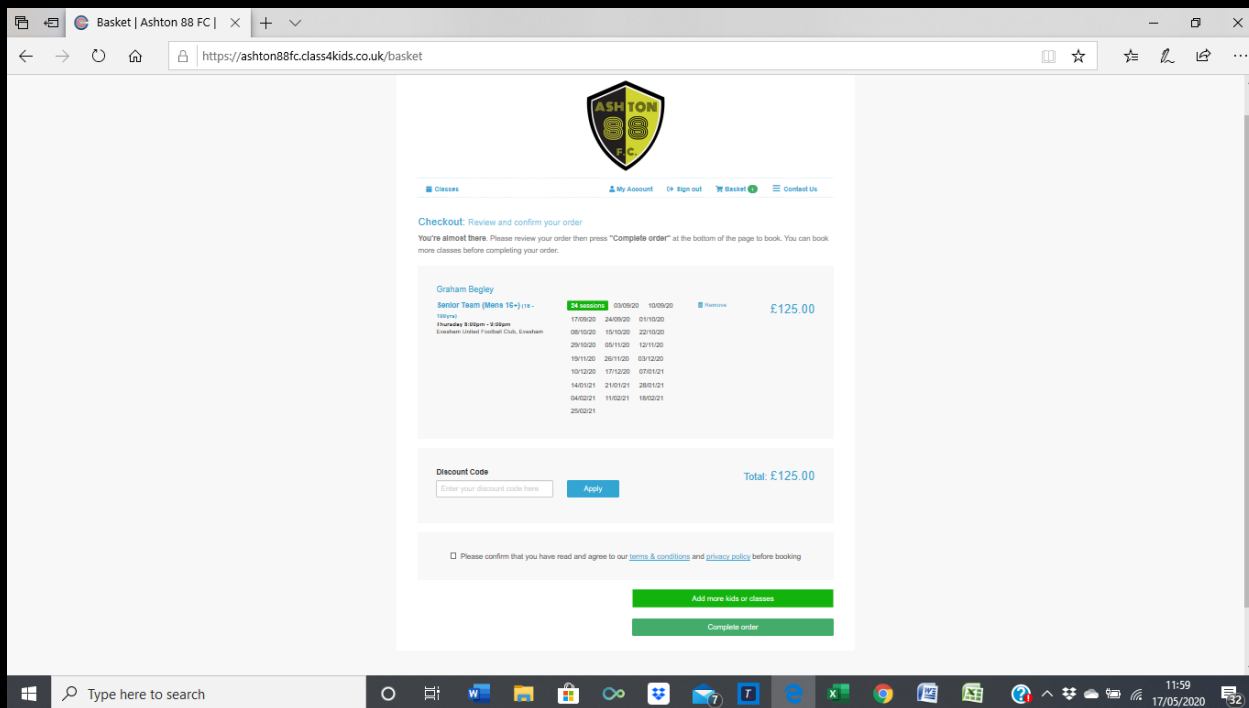 Basket | Ashton 88 FC |
https://ashton88fc.class4kids.co.uk/basket
ASHTON
88
F.C.
Classes My Account Sign out Basket 1 Contact Us
Checkout: Review and confirm your order
You're almost there. Please review your order then press "Complete order" at the bottom of the page to book. You can book
more classes before completing your order.
Graham Begley
Senior Team (Mens 16+) (16 -
100yrs)
Thursday 8:00pm - 9:00pm
Evesham United Football Club, Evesham
24 sessions 03/09/20 10/09/20
17/09/20 24/09/20 01/10/20
08/10/20 15/10/20 22/10/20
29/10/20 05/11/20 12/11/20
19/11/20 26/11/20 03/12/20
10/12/20 17/12/20 07/01/21
14/01/21 21/01/21 28/01/21
04/02/21 11/02/21 18/02/21
25/02/21
Remove
£125.00
Discount Code
Enter your discount code here
Apply
Total: £125.00
Please confirm that you have read and agree to our terms & conditions and privacy policy before booking
Add more kids or classes
Complete order
Type here to search
7
11:59
17/05/2020
32